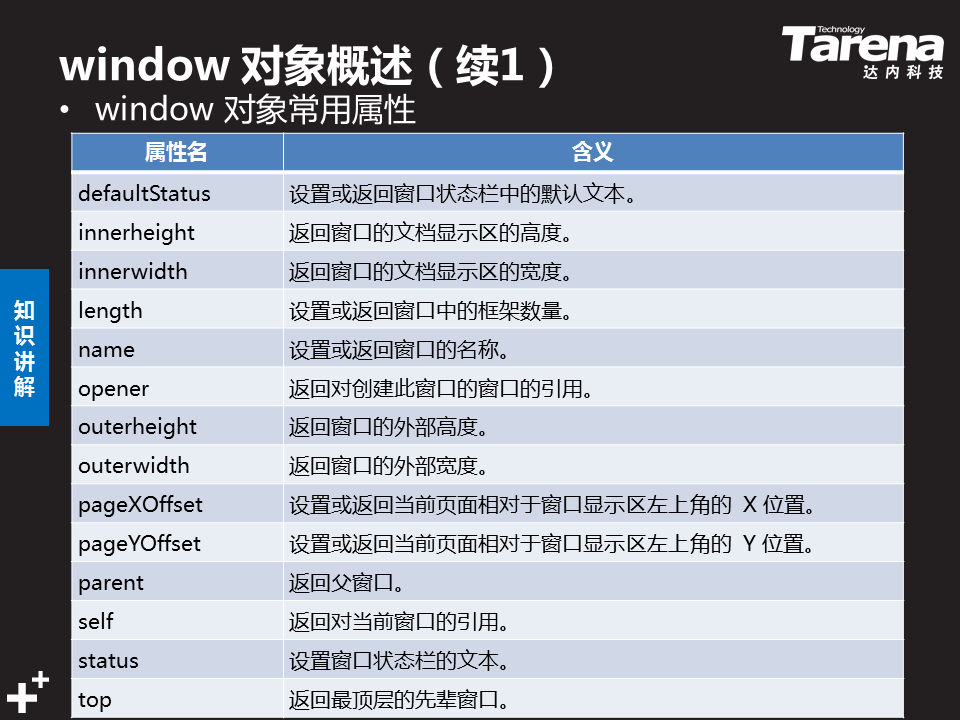 window 对象概述（续1）
Technology
Tarena
达内科技
• window 对象常用属性
属性名 含义
defaultStatus 设置或返回窗口状态栏中的默认文本。
innerheight 返回窗口的文档显示区的高度。
innerwidth 返回窗口的文档显示区的宽度。
length 设置或返回窗口中的框架数量。
name 设置或返回窗口的名称。
opener 返回对创建此窗口的窗口的引用。
outerheight 返回窗口的外部高度。
outerwidth 返回窗口的外部宽度。
pageXOffset 设置或返回当前页面相对于窗口显示区左上角的 X 位置。
pageYOffset 设置或返回当前页面相对于窗口显示区左上角的 Y 位置。
parent 返回父窗口。
self 返回对当前窗口的引用。
status 设置窗口状态栏的文本。
top 返回最顶层的先辈窗口。
知识讲解